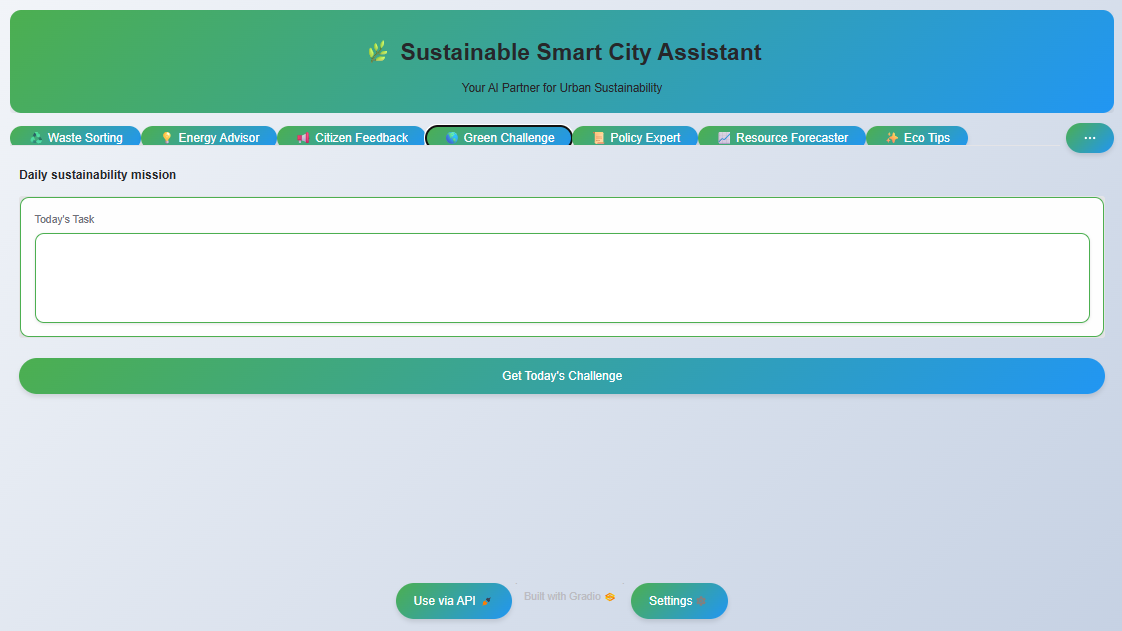 Sustainable Smart City Assistant
Your AI Partner for Urban Sustainability
Waste Sorting
Energy Advisor
Citizen Feedback
Green Challenge
Policy Expert
Resource Forecaster
Eco Tips
...
Daily sustainability mission
Today's Task
Get Today's Challenge
Use via API
Built with Gradio
Settings